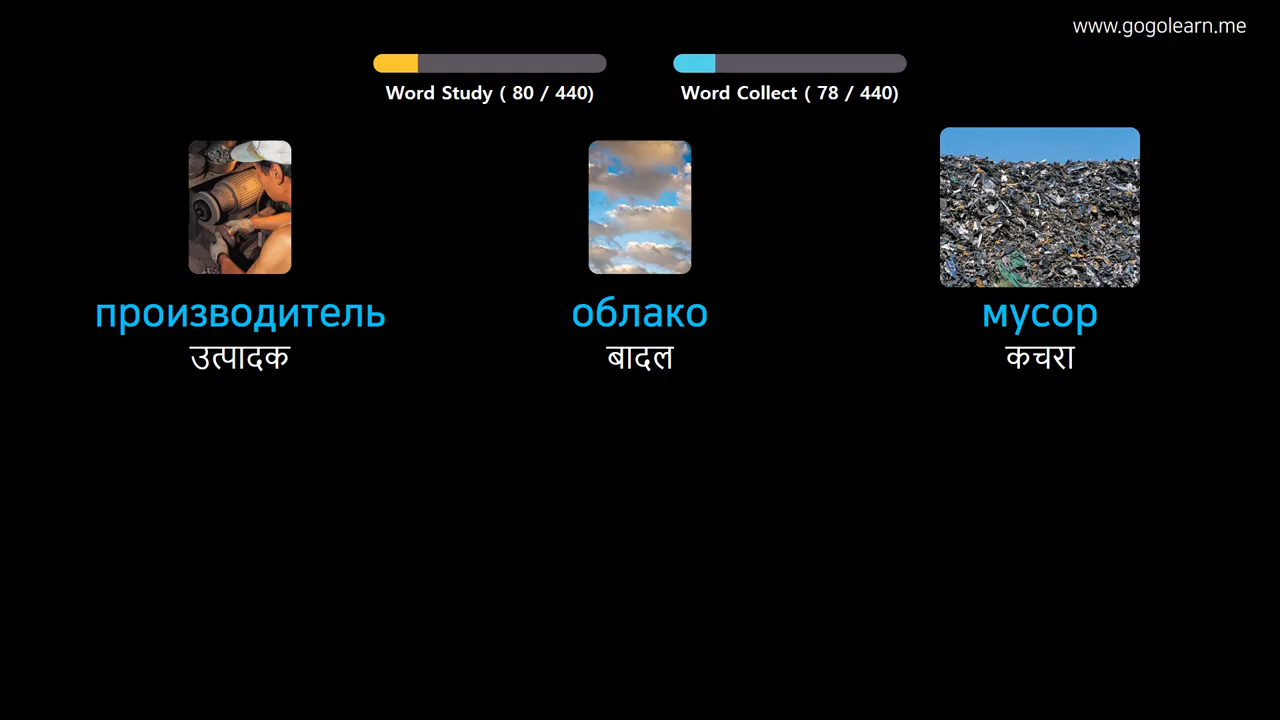 www.gogolearn.me
Word Study ( 80 / 440)
Word Collect ( 78 / 440)
производитель
उत्पादक
облако
बादल
мусор
कचरा